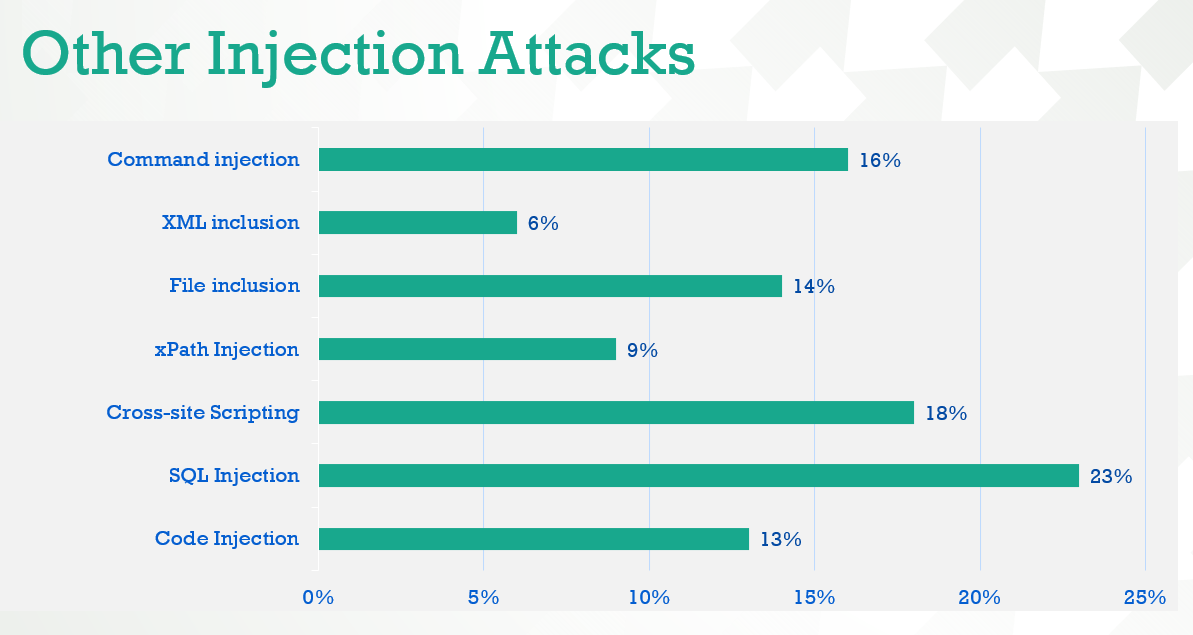 Other Injection Attacks
Command injection 16%
XML inclusion 6%
File inclusion 14%
xPath Injection 9%
Cross-site Scripting 18%
SQL Injection 23%
Code Injection 13%
0% 5% 10% 15% 20% 25%